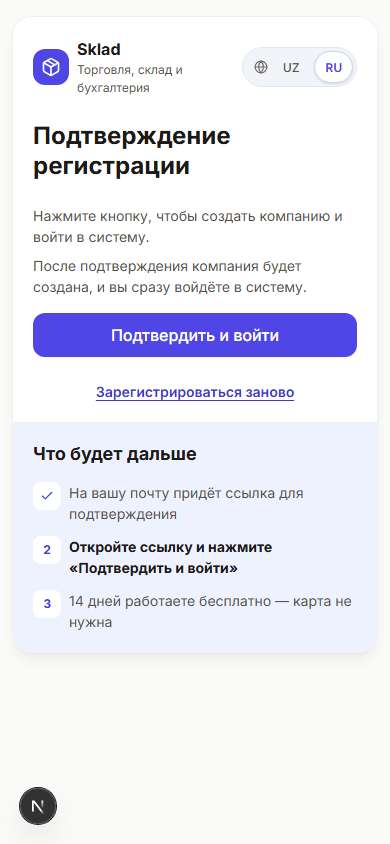 Sklad
Торговля, склад и
бухгалтерия
UZ
RU
Подтверждение
регистрации
Нажмите кнопку, чтобы создать компанию и
войти в систему.
После подтверждения компания будет
создана, и вы сразу войдёте в систему.
Подтвердить и войти
Зарегистрироваться заново
Что будет дальше
На вашу почту придёт ссылка для
подтверждения
2 Откройте ссылку и нажмите
«Подтвердить и войти»
3 14 дней работаете бесплатно — карта не
нужна
N